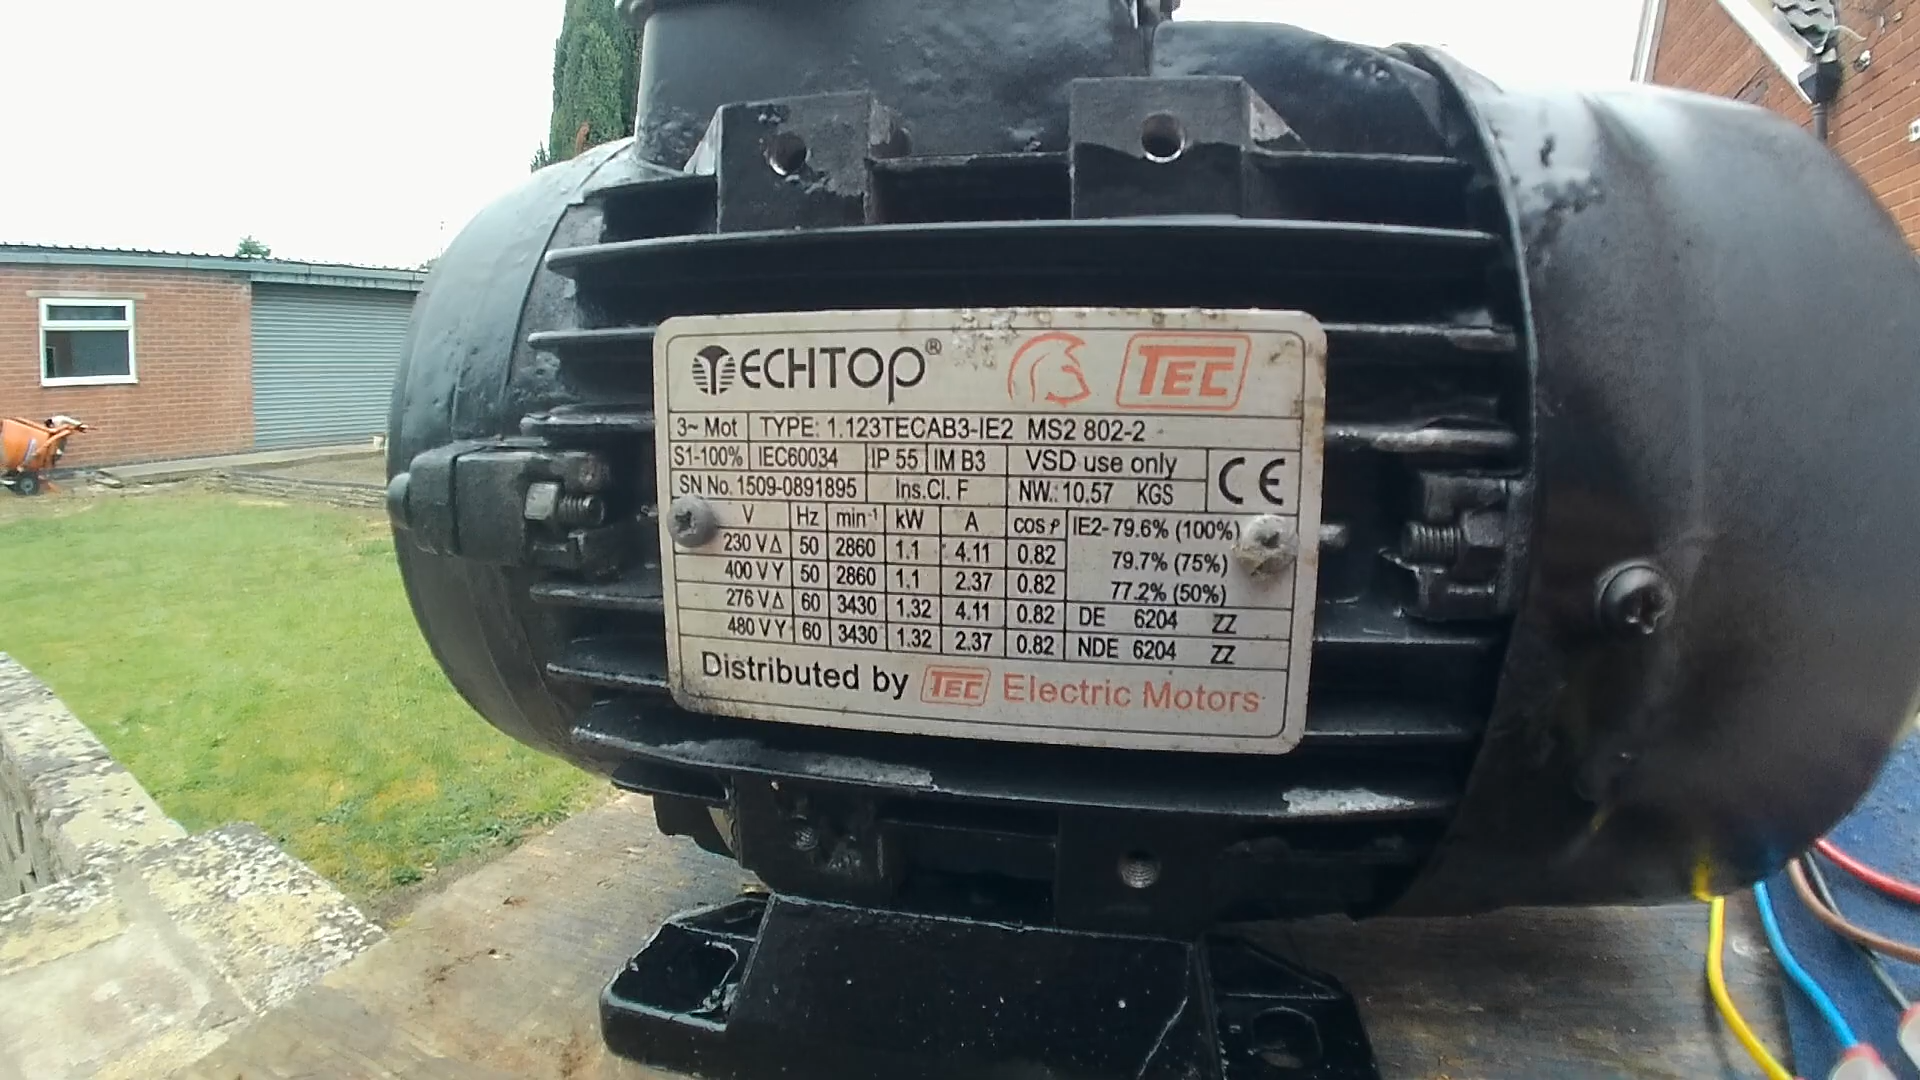 TECHTOP® TEC
3~ Mot TYPE: 1.123TECAB3-IE2 MS2 802-2
S1-100% IEC60034 IP 55 IM B3 VSD use only CE
SN No. 1509-0891895 Ins.Cl. F NW.: 10.57 KGS
V Hz min⁻¹ kW A cos φ IE2- 79.6% (100%)
230 V Δ 50 2860 1.1 4.11 0.82 79.7% (75%)
400 V Y 50 2860 1.1 2.37 0.82 77.2% (50%)
276 V Δ 60 3430 1.32 4.11 0.82 DE 6204 ZZ
480 V Y 60 3430 1.32 2.37 0.82 NDE 6204 ZZ
Distributed by TEC Electric Motors